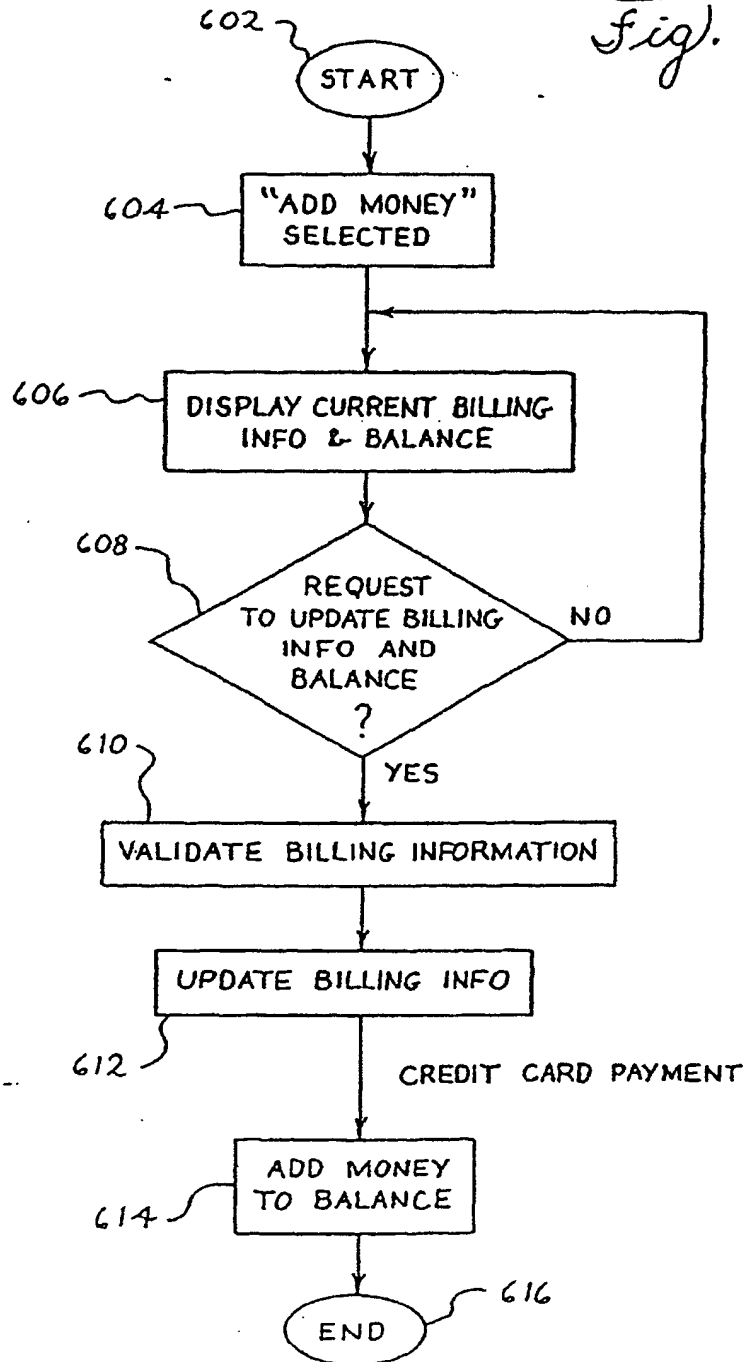 Fig.
602
START
604
"ADD MONEY"
SELECTED
606
DISPLAY CURRENT BILLING
INFO & BALANCE
608
REQUEST
TO UPDATE BILLING
INFO AND
BALANCE
?
NO
610
YES
VALIDATE BILLING INFORMATION
UPDATE BILLING INFO
612
CREDIT CARD PAYMENT
ADD MONEY
TO BALANCE
614
616
END